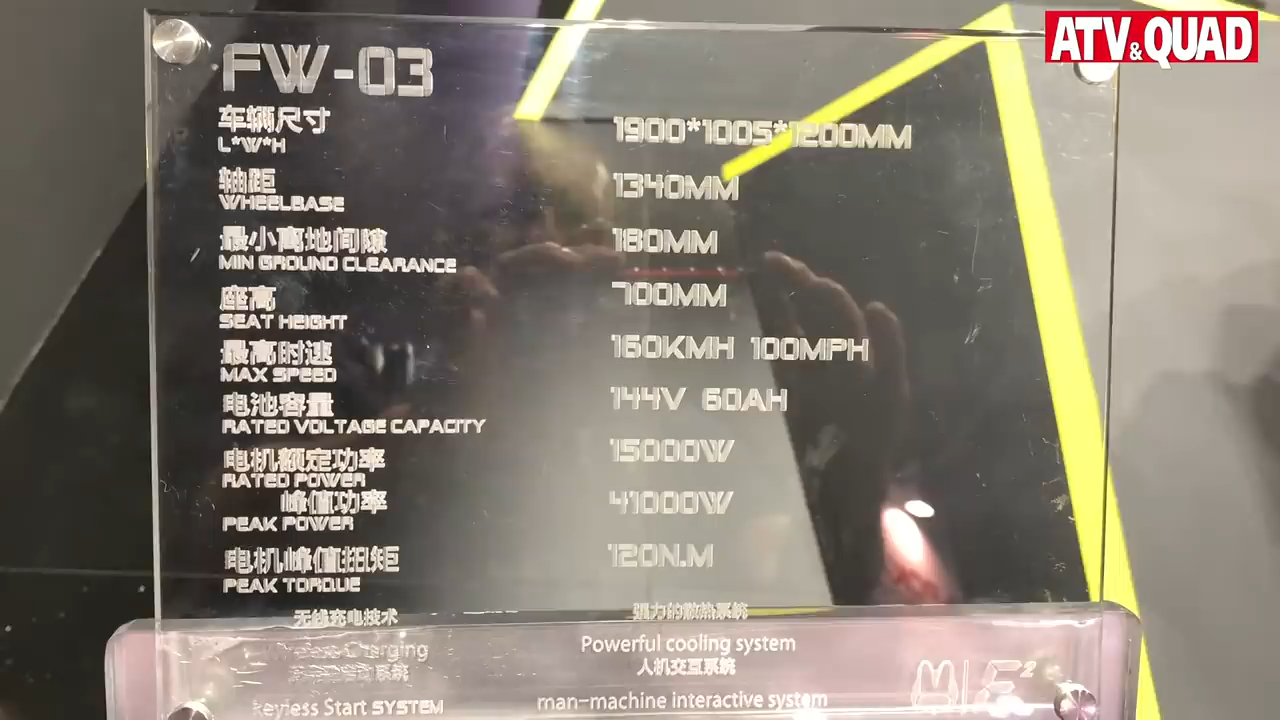 ATV&QUAD
FW-03
车辆尺寸
L*W*H
1900*1005*1200MM
轴距
WHEELBASE
1340MM
最小离地间隙
MIN GROUND CLEARANCE
180MM
座高
SEAT HEIGHT
700MM
最高时速
MAX SPEED
160KMH 100MPH
电池容量
RATED VOLTAGE CAPACITY
144V 60AH
电机额定功率
RATED POWER
15000W
峰值功率
PEAK POWER
41000W
电机峰值扭矩
PEAK TORQUE
120N.M
无线充电技术
Wireless Charging
强力的散热系统
Powerful cooling system
系统
keyless Start SYSTEM
人机交互系统
man-machine interactive system